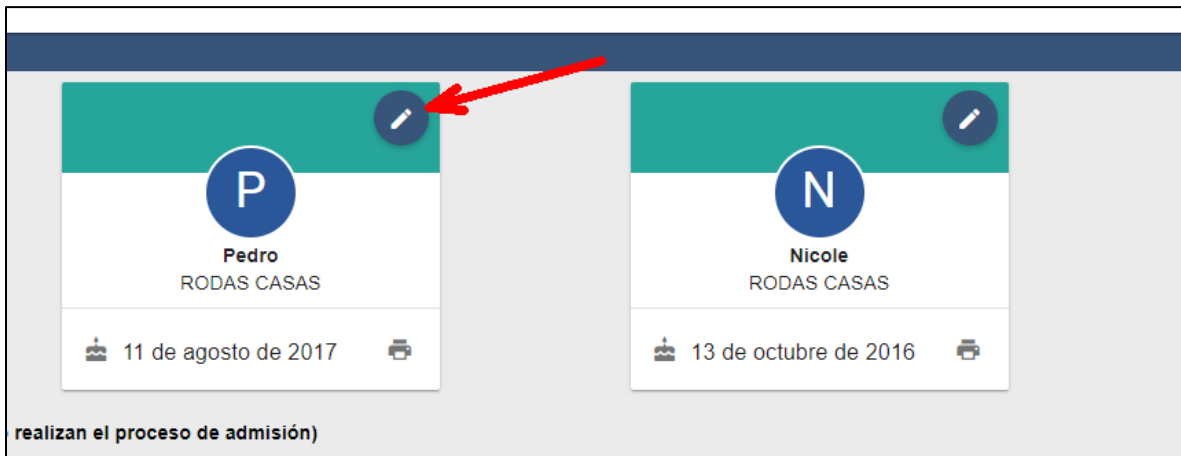 P
Pedro
RODAS CASAS
11 de agosto de 2017
N
Nicole
RODAS CASAS
13 de octubre de 2016
realizan el proceso de admisión)